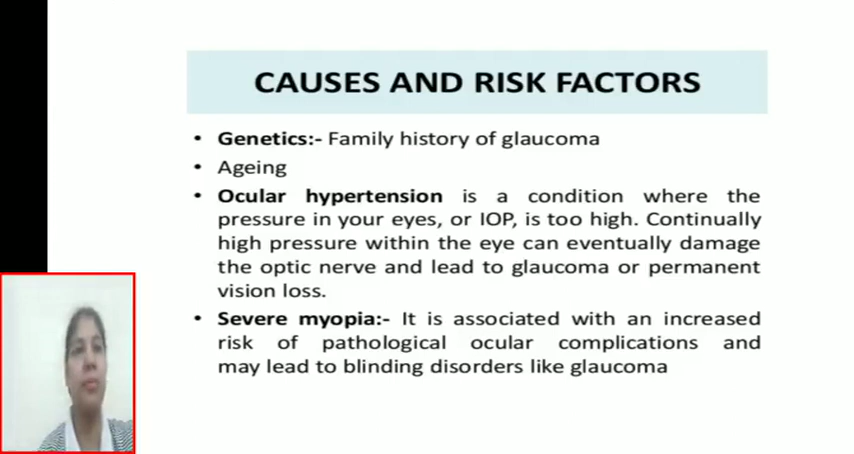 CAUSES AND RISK FACTORS
• Genetics:- Family history of glaucoma
• Ageing
• Ocular hypertension is a condition where the
pressure in your eyes, or IOP, is too high. Continually
high pressure within the eye can eventually damage
the optic nerve and lead to glaucoma or permanent
vision loss.
• Severe myopia:- It is associated with an increased
risk of pathological ocular complications and
may lead to blinding disorders like glaucoma